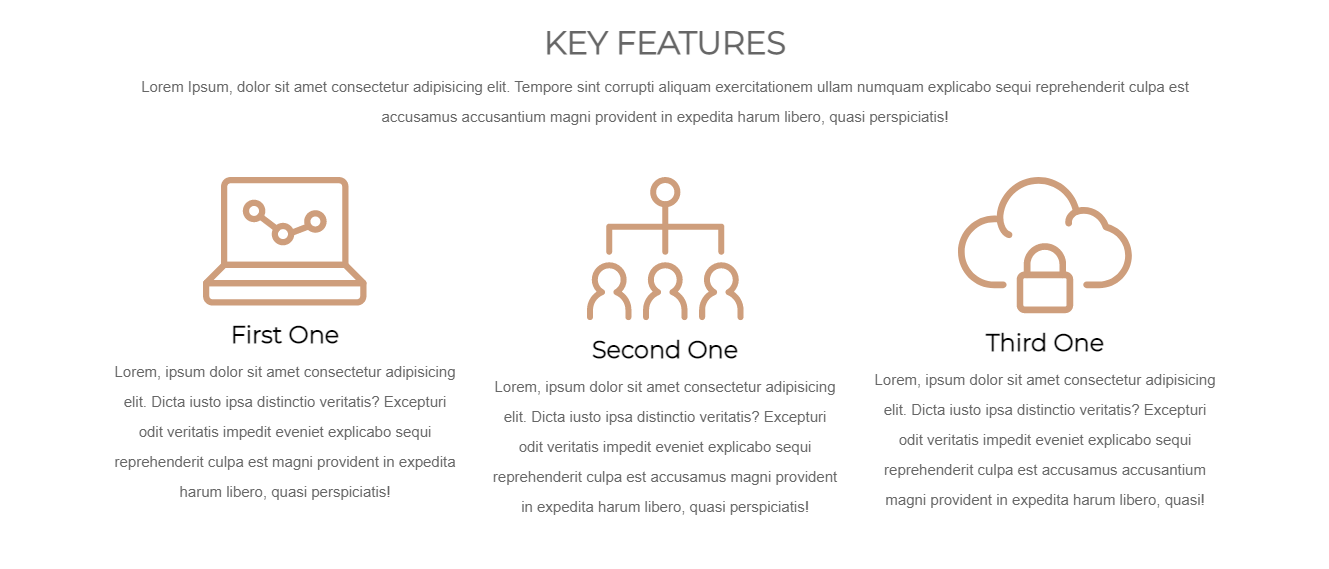 KEY FEATURES
Lorem Ipsum, dolor sit amet consectetur adipisicing elit. Tempore sint corrupti aliquam exercitationem ullam numquam explicabo sequi reprehenderit culpa est
accusamus accusantium magni provident in expedita harum libero, quasi perspiciatis!
First One
Lorem, ipsum dolor sit amet consectetur adipisicing
elit. Dicta iusto ipsa distinctio veritatis? Excepturi
odit veritatis impedit eveniet explicabo sequi
reprehenderit culpa est magni provident in expedita
harum libero, quasi perspiciatis!
Second One
Lorem, ipsum dolor sit amet consectetur adipisicing
elit. Dicta iusto ipsa distinctio veritatis? Excepturi
odit veritatis impedit eveniet explicabo sequi
reprehenderit culpa est accusamus magni provident
in expedita harum libero, quasi perspiciatis!
Third One
Lorem, ipsum dolor sit amet consectetur adipisicing
elit. Dicta iusto ipsa distinctio veritatis? Excepturi
odit veritatis impedit eveniet explicabo sequi
reprehenderit culpa est accusamus accusantium
magni provident in expedita harum libero, quasi!